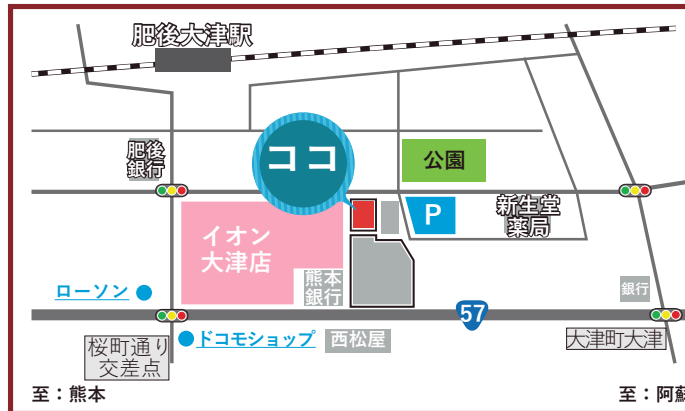 肥後大津駅
肥後
銀行
ココ
公園
P
新生堂
薬局
イオン
大津店
熊本
銀行
銀行
ローソン
57
ドコモショップ
西松屋
桜町通り
交差点
大津町大津
至：熊本
至：阿蘇